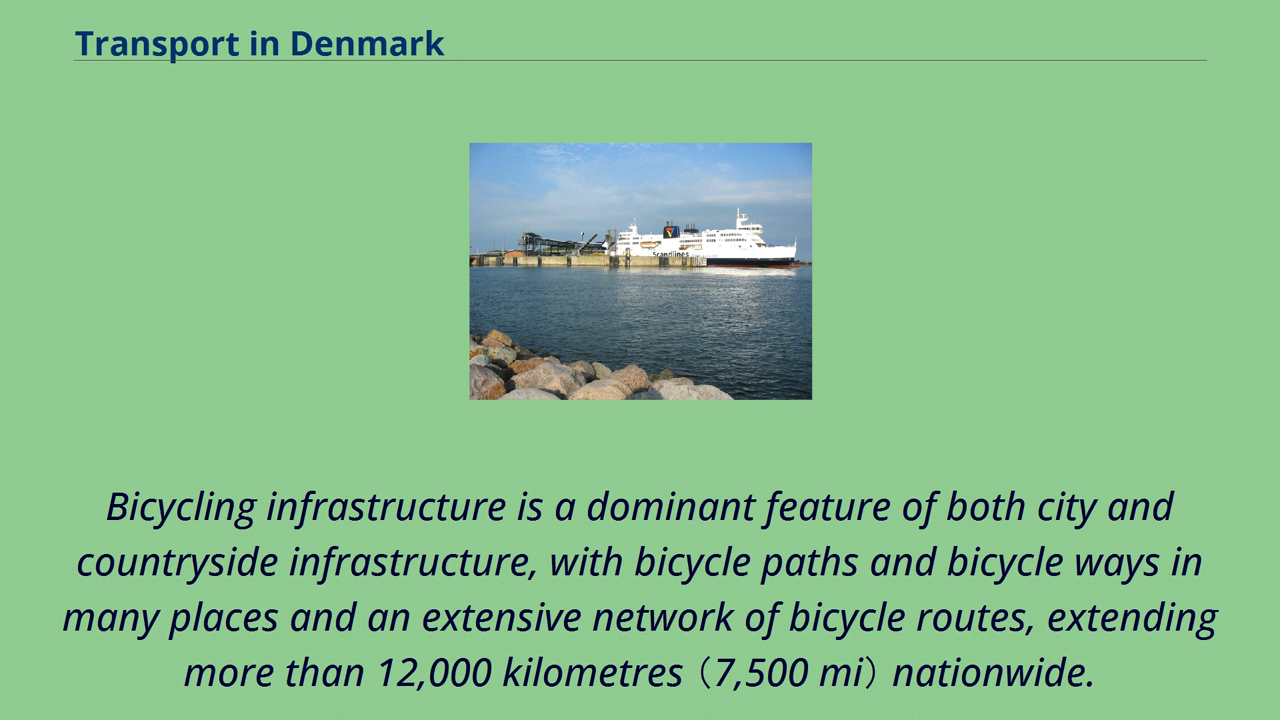 Transport in Denmark
Scandlines
Bicycling infrastructure is a dominant feature of both city and
countryside infrastructure, with bicycle paths and bicycle ways in
many places and an extensive network of bicycle routes, extending
more than 12,000 kilometres（7,500 mi）nationwide.